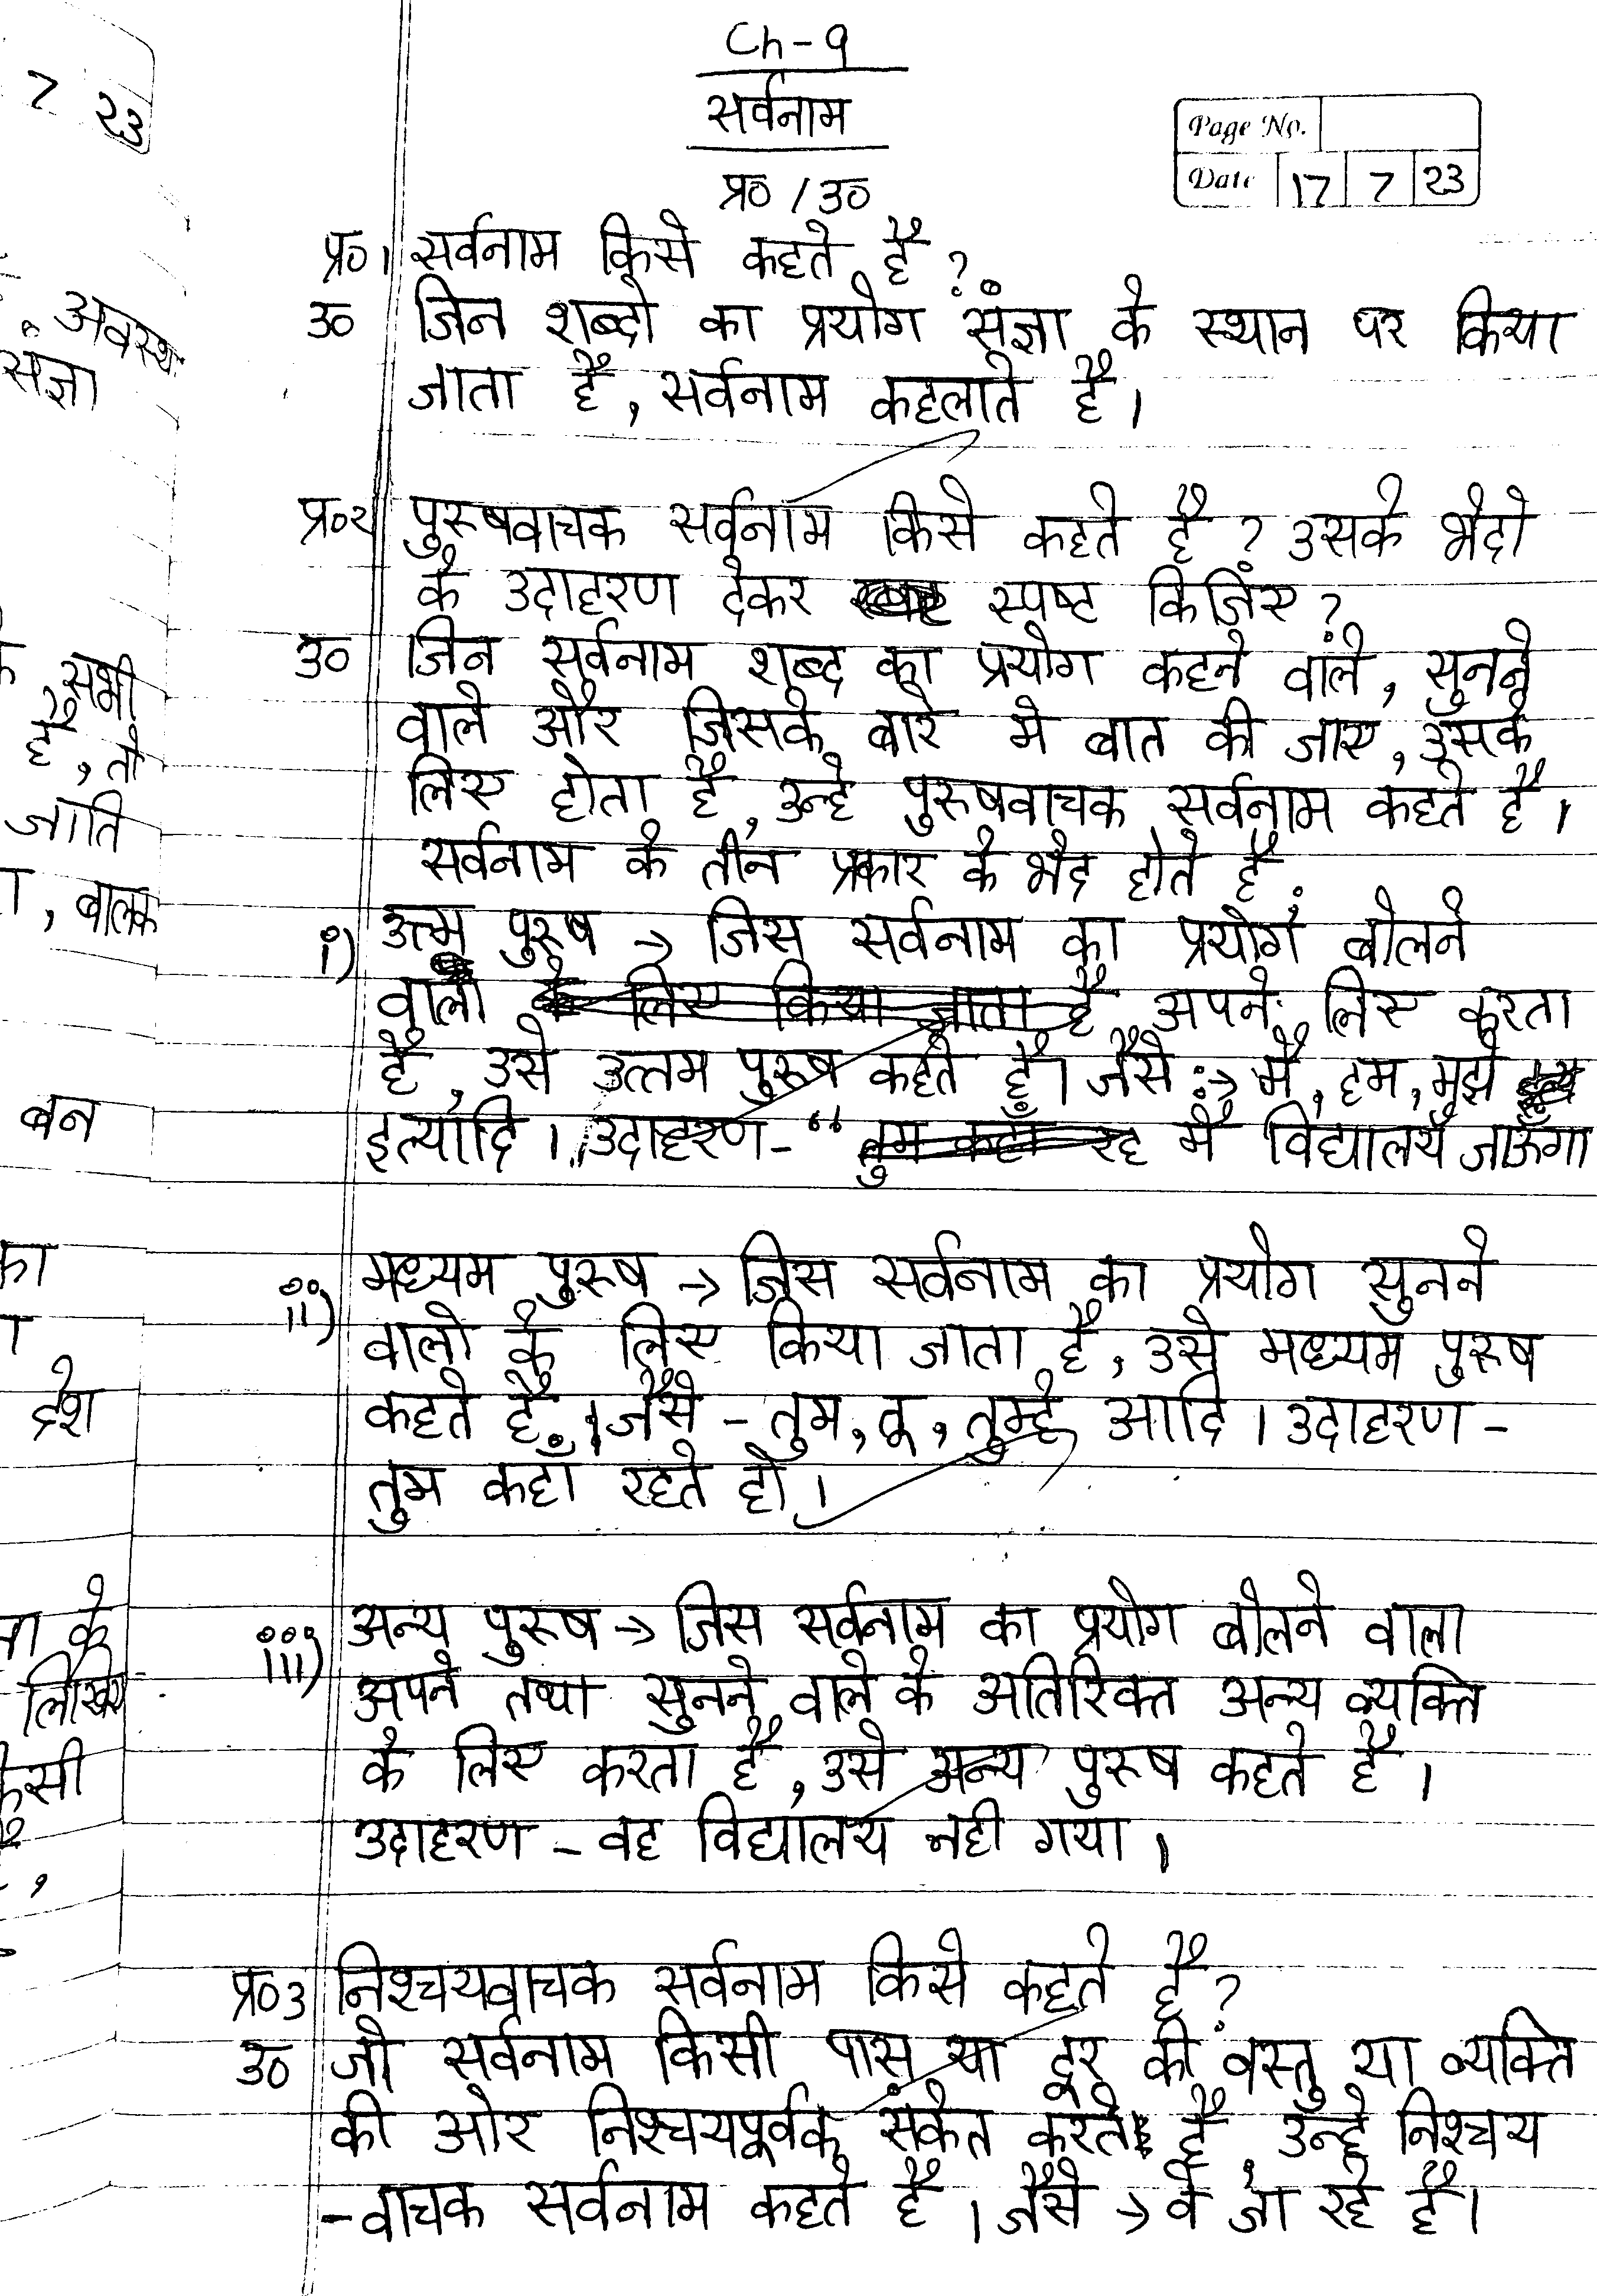 Ch-9
सर्वनाम
Page No.
Date 17 7 23
प्र० / उ०
प्र०1 सर्वनाम किसे कहते है ?
उ० जिन शब्दो का प्रयोग संज्ञा के स्थान पर किया
जाता है, सर्वनाम कहलाते है।
प्र०२ पुरूषवाचक सर्वनाम किसे कहते है ? उसके भेदो
के उदाहरण देकर स्पष्ट किजिए ?
उ० जिन सर्वनाम शब्द का प्रयोग कहने वाले, सुनने
वाले और जिसके बारे मे बात की जाए, उसके
लिए होता है, उन्हे पुरूषवाचक सर्वनाम कहते है।
सर्वनाम के तीन प्रकार के भेद होते है.
i) उत्म पुरूष -> जिस सर्वनाम का प्रयोग बोलने
वाला के लिए किया जाता है अपने लिए करता
है, उसे उत्तम पुरूष कहते है। जैसे :-> मै, हम, मुझे
इत्यादि। उदाहरण- “ तुम कहाँ रह मै विद्यालय जाऊँगा
ii) मध्यम पुरूष -> जिस सर्वनाम का प्रयोग सुनने
वालो के लिए किया जाता है, उसे मध्यम पुरूष
कहते है। जैसे - तुम, तू, तुम्हे आदि। उदाहरण -
तुम कहाँ रहते हो।
iii) अन्य पुरूष -> जिस सर्वनाम का प्रयोग बोलने वाला
अपने तथा सुनने वाले के अतिरिक्त अन्य व्यक्ति
के लिए करता है, उसे अन्य पुरूष कहते है।
उदाहरण - वह विद्यालय नही गया।
प्र०3 निश्चयवाचक सर्वनाम किसे कहते है ?
उ० जो सर्वनाम किसी पास या दूर की वस्तु या व्यक्ति
की ओर निश्चयपूर्वक संकेत करते है, उन्हे निश्चय
-वाचक सर्वनाम कहते है। जैसे -> वे जा रहे है।
7 23
अवस्थ
संज्ञा
सभी
है, तो
जाति
, बालक
बन
का
देश
के
लिखिए